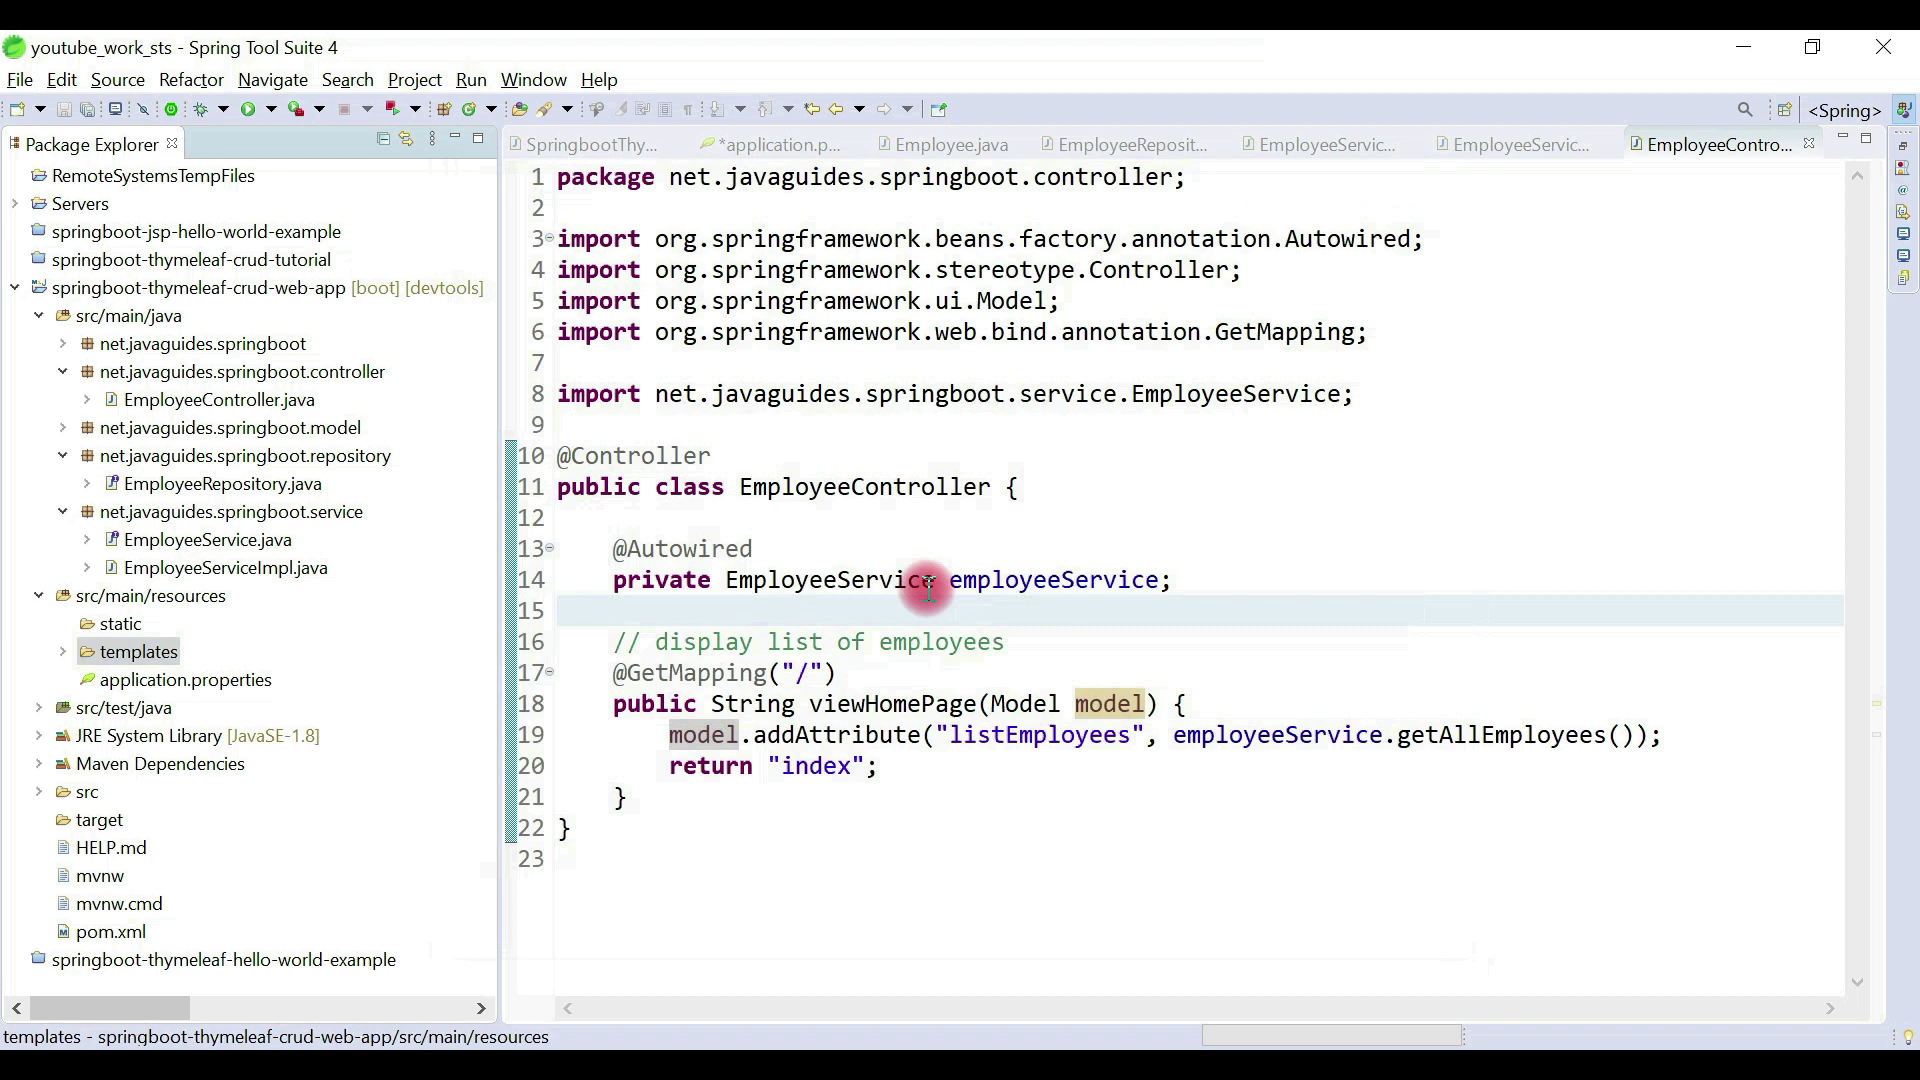 youtube_work_sts - Spring Tool Suite 4
File Edit Source Refactor Navigate Search Project Run Window Help
<Spring>
Package Explorer
SpringbootThy... *application.p... Employee.java EmployeeReposit... EmployeeServic... EmployeeServic... EmployeeContro...
RemoteSystemsTempFiles
Servers
springboot-jsp-hello-world-example
springboot-thymeleaf-crud-tutorial
springboot-thymeleaf-crud-web-app [boot] [devtools]
src/main/java
net.javaguides.springboot
net.javaguides.springboot.controller
EmployeeController.java
net.javaguides.springboot.model
net.javaguides.springboot.repository
EmployeeRepository.java
net.javaguides.springboot.service
EmployeeService.java
EmployeeServiceImpl.java
src/main/resources
static
templates
application.properties
src/test/java
JRE System Library [JavaSE-1.8]
Maven Dependencies
src
target
HELP.md
mvnw
mvnw.cmd
pom.xml
springboot-thymeleaf-hello-world-example
1 package net.javaguides.springboot.controller;
2
3 import org.springframework.beans.factory.annotation.Autowired;
4 import org.springframework.stereotype.Controller;
5 import org.springframework.ui.Model;
6 import org.springframework.web.bind.annotation.GetMapping;
7
8 import net.javaguides.springboot.service.EmployeeService;
9
10 @Controller
11 public class EmployeeController {
12
13 @Autowired
14 private EmployeeService employeeService;
15
16 // display list of employees
17 @GetMapping("/")
18 public String viewHomePage(Model model) {
19 model.addAttribute("listEmployees", employeeService.getAllEmployees());
20 return "index";
21 }
22 }
23
templates - springboot-thymeleaf-crud-web-app/src/main/resources